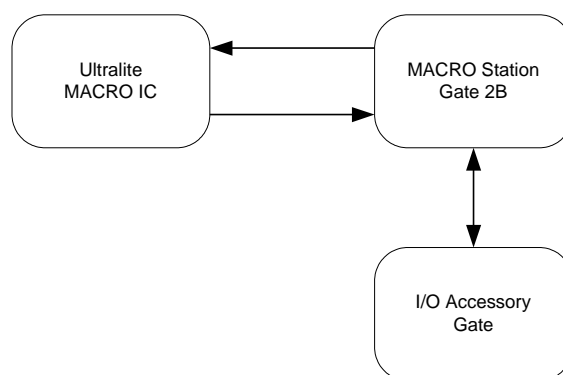 Ultralite
MACRO IC
MACRO Station
Gate 2B
I/O Accessory
Gate